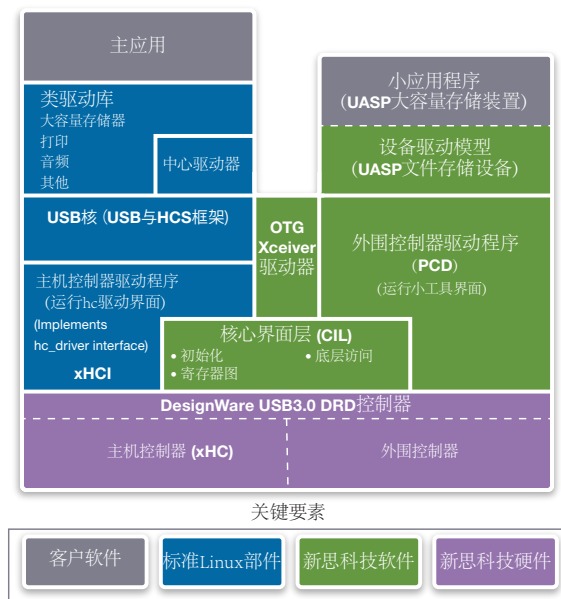 主应用
类驱动库
大容量存储器
打印
音频
其他
中心驱动器
USB核 (USB与HCS框架)
主机控制器驱动程序
(运行hc驱动界面)
(Implements
hc_driver interface)
xHCI
OTG
Xceiver
驱动器
核心界面层 (CIL)
• 初始化
• 底层访问
• 寄存器图
小应用程序
(UASP大容量存储装置)
设备驱动模型
(UASP文件存储设备)
外围控制器驱动程序
(PCD)
(运行小工具界面)
DesignWare USB3.0 DRD控制器
主机控制器 (xHC)
外围控制器
关键要素
客户软件
标准Linux部件
新思科技软件
新思科技硬件